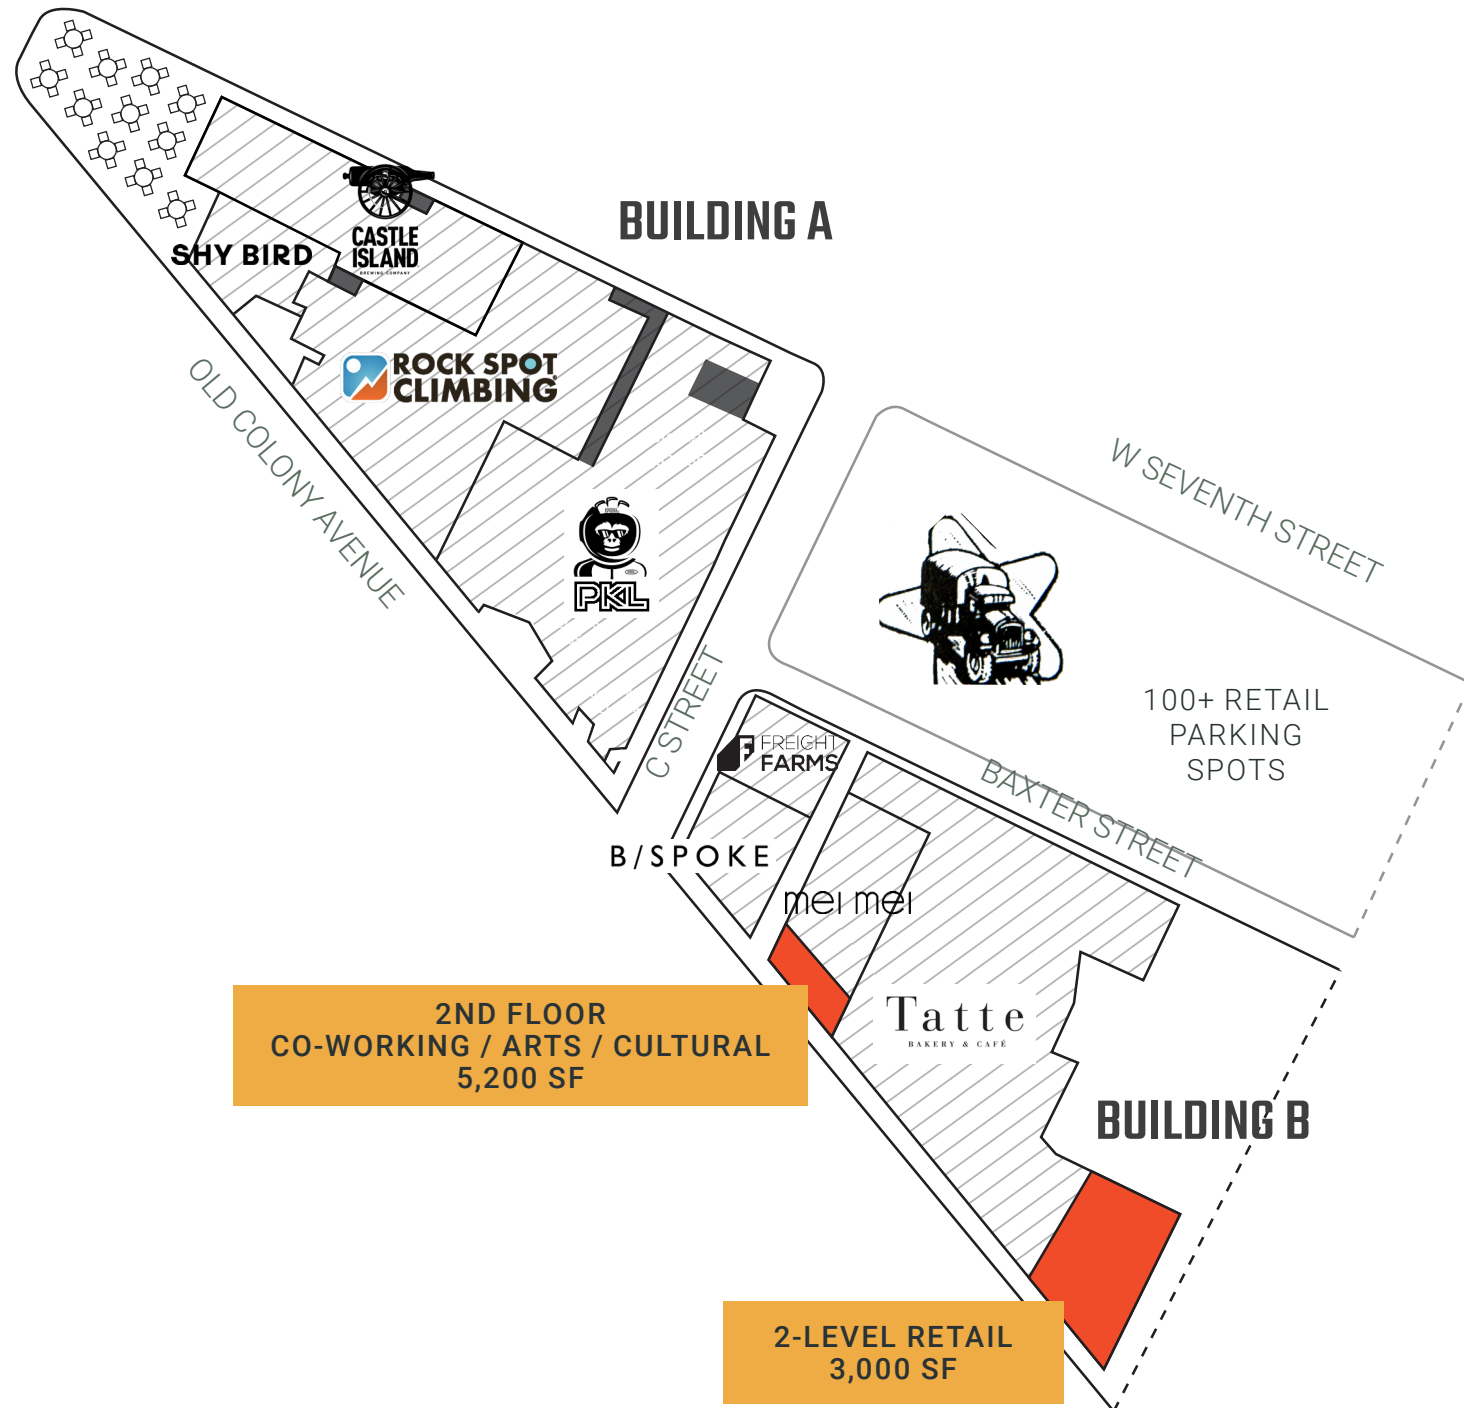 BUILDING A
CASTLE
ISLAND
BREWING COMPANY
SHY BIRD
ROCK SPOT
CLIMBING
OLD COLONY AVENUE
W SEVENTH STREET
PKL
C STREET
100+ RETAIL
PARKING
SPOTS
FREIGHT
FARMS
BAXTER STREET
B/SPOKE
mei mei
2ND FLOOR
CO-WORKING / ARTS / CULTURAL
5,200 SF
Tatte
BAKERY & CAFÉ
BUILDING B
2-LEVEL RETAIL
3,000 SF